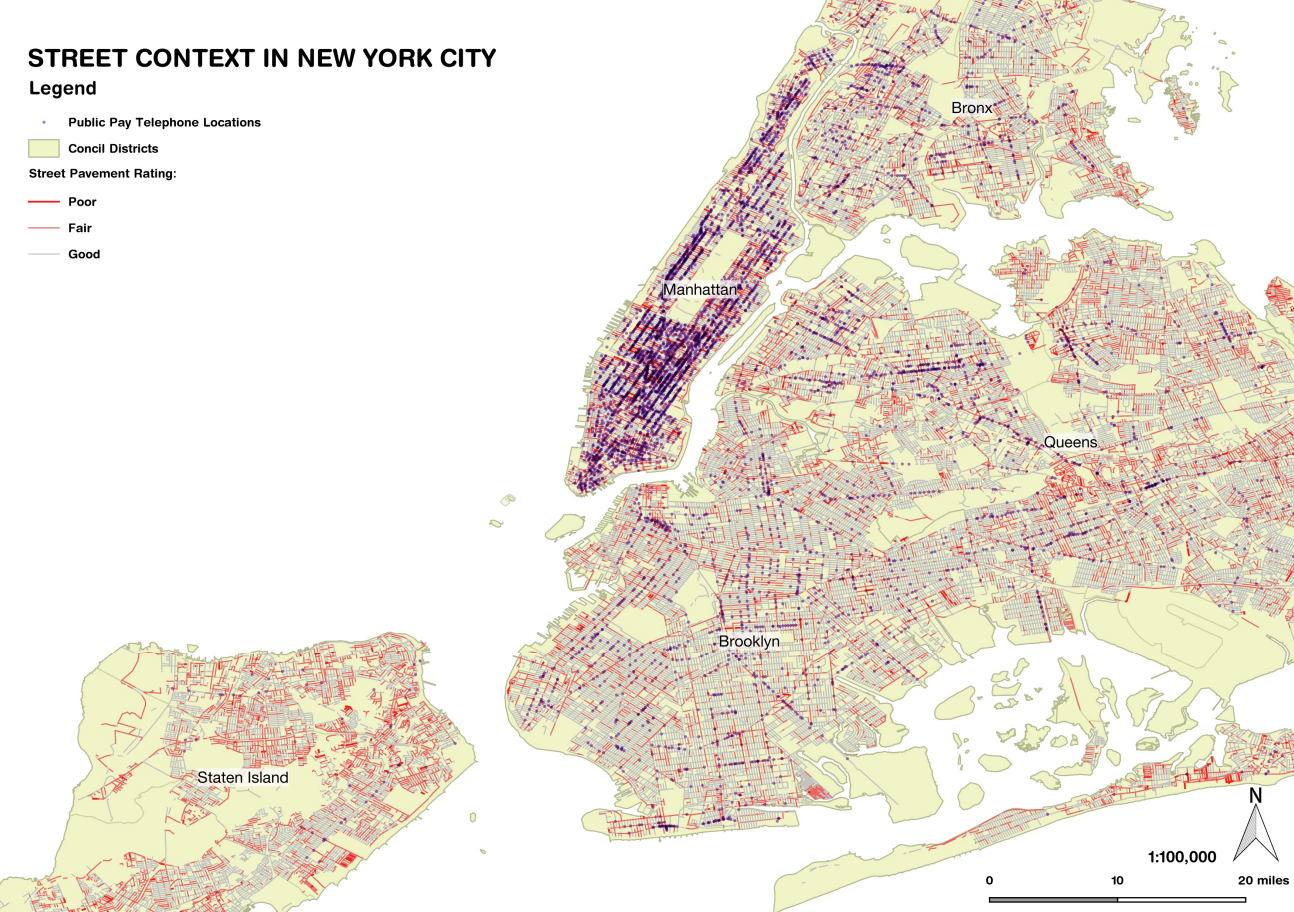 STREET CONTEXT IN NEW YORK CITY
Legend
Public Pay Telephone Locations
Concil Districts
Street Pavement Rating:
Poor
Fair
Good
Bronx
Manhattan
Queens
Brooklyn
Staten Island
N
1:100,000
0 10 20 miles